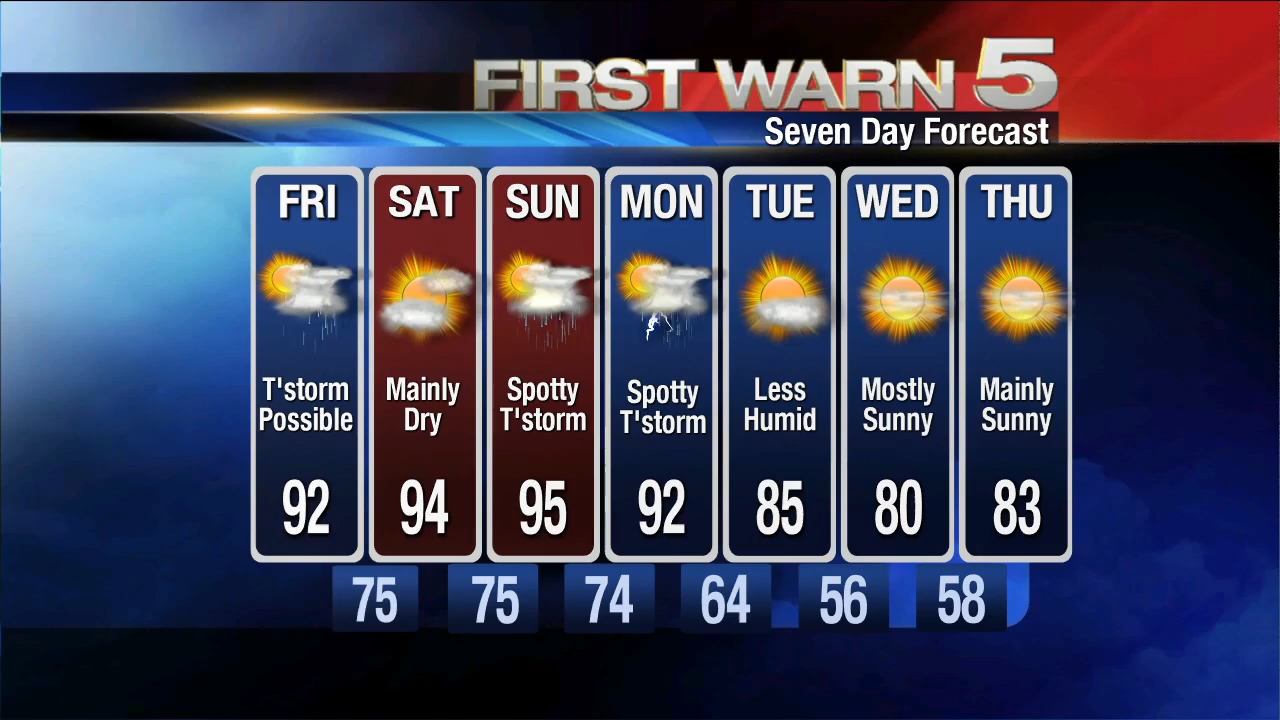 FIRST WARN 5
Seven Day Forecast
FRI
T'storm
Possible
92
SAT
Mainly
Dry
94
SUN
Spotty
T'storm
95
MON
Spotty
T'storm
92
TUE
Less
Humid
85
WED
Mostly
Sunny
80
THU
Mainly
Sunny
83
75
75
74
64
56
58